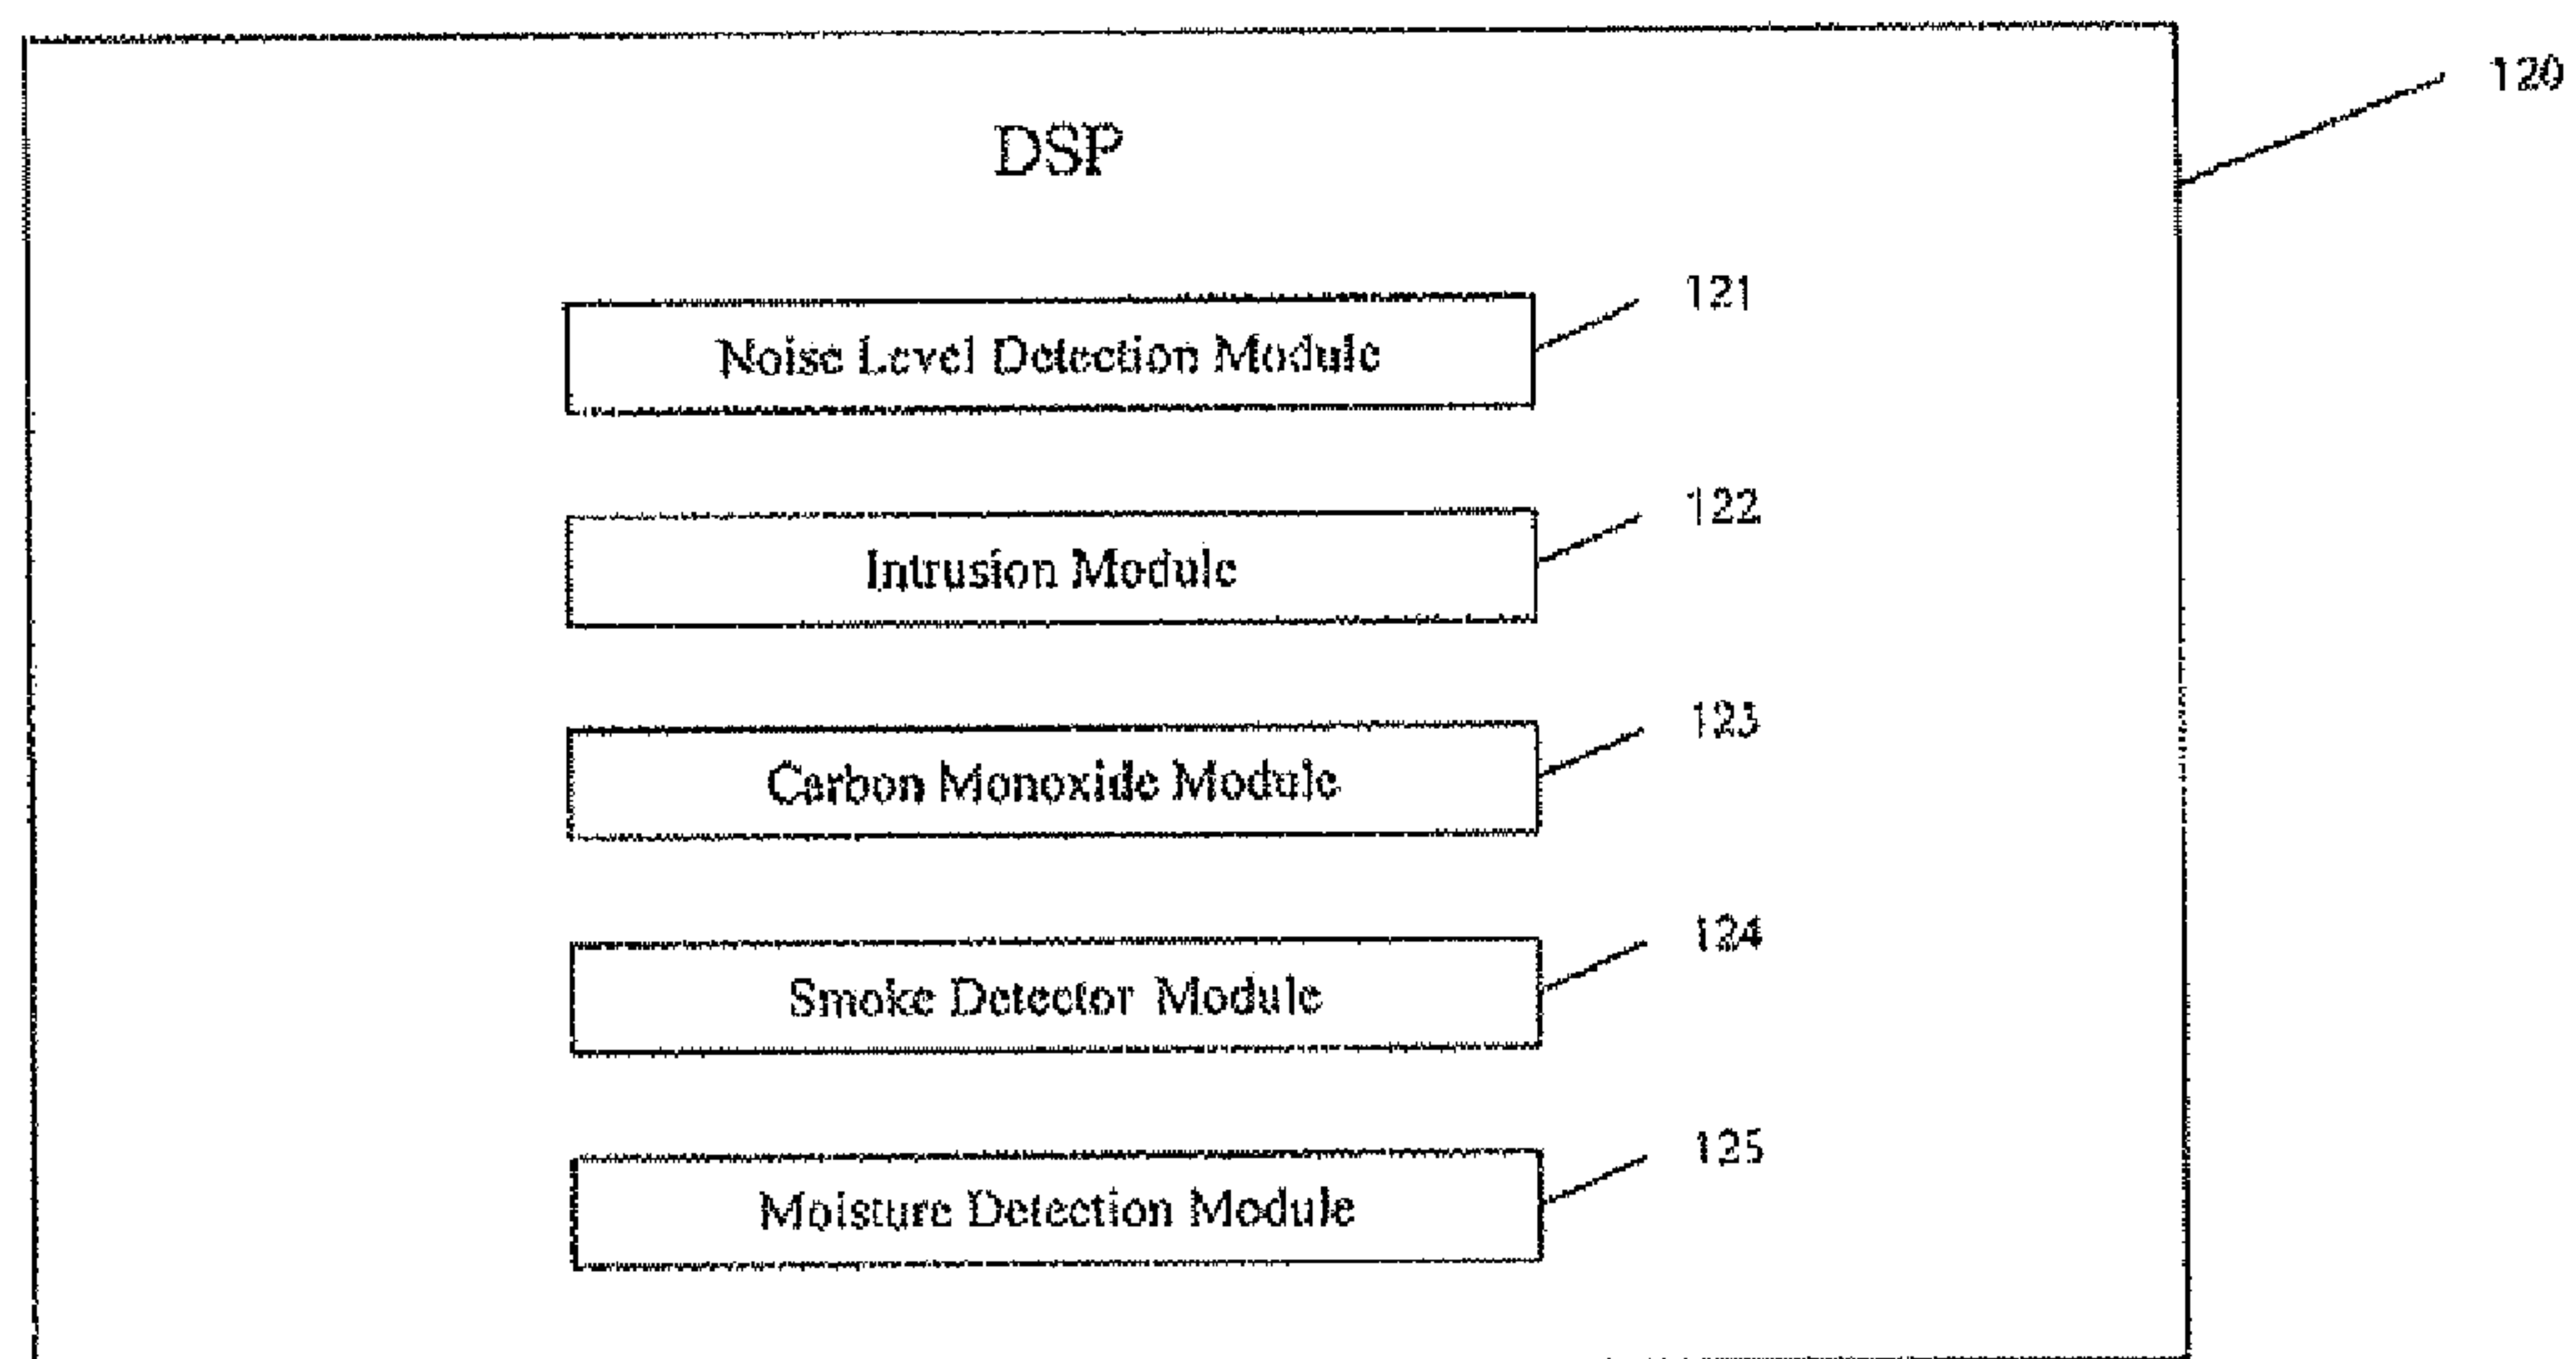 120
DSP
121
Noise Level Detection Module
122
Intrusion Module
123
Carbon Monoxide Module
124
Smoke Detector Module
125
Moisture Detection Module